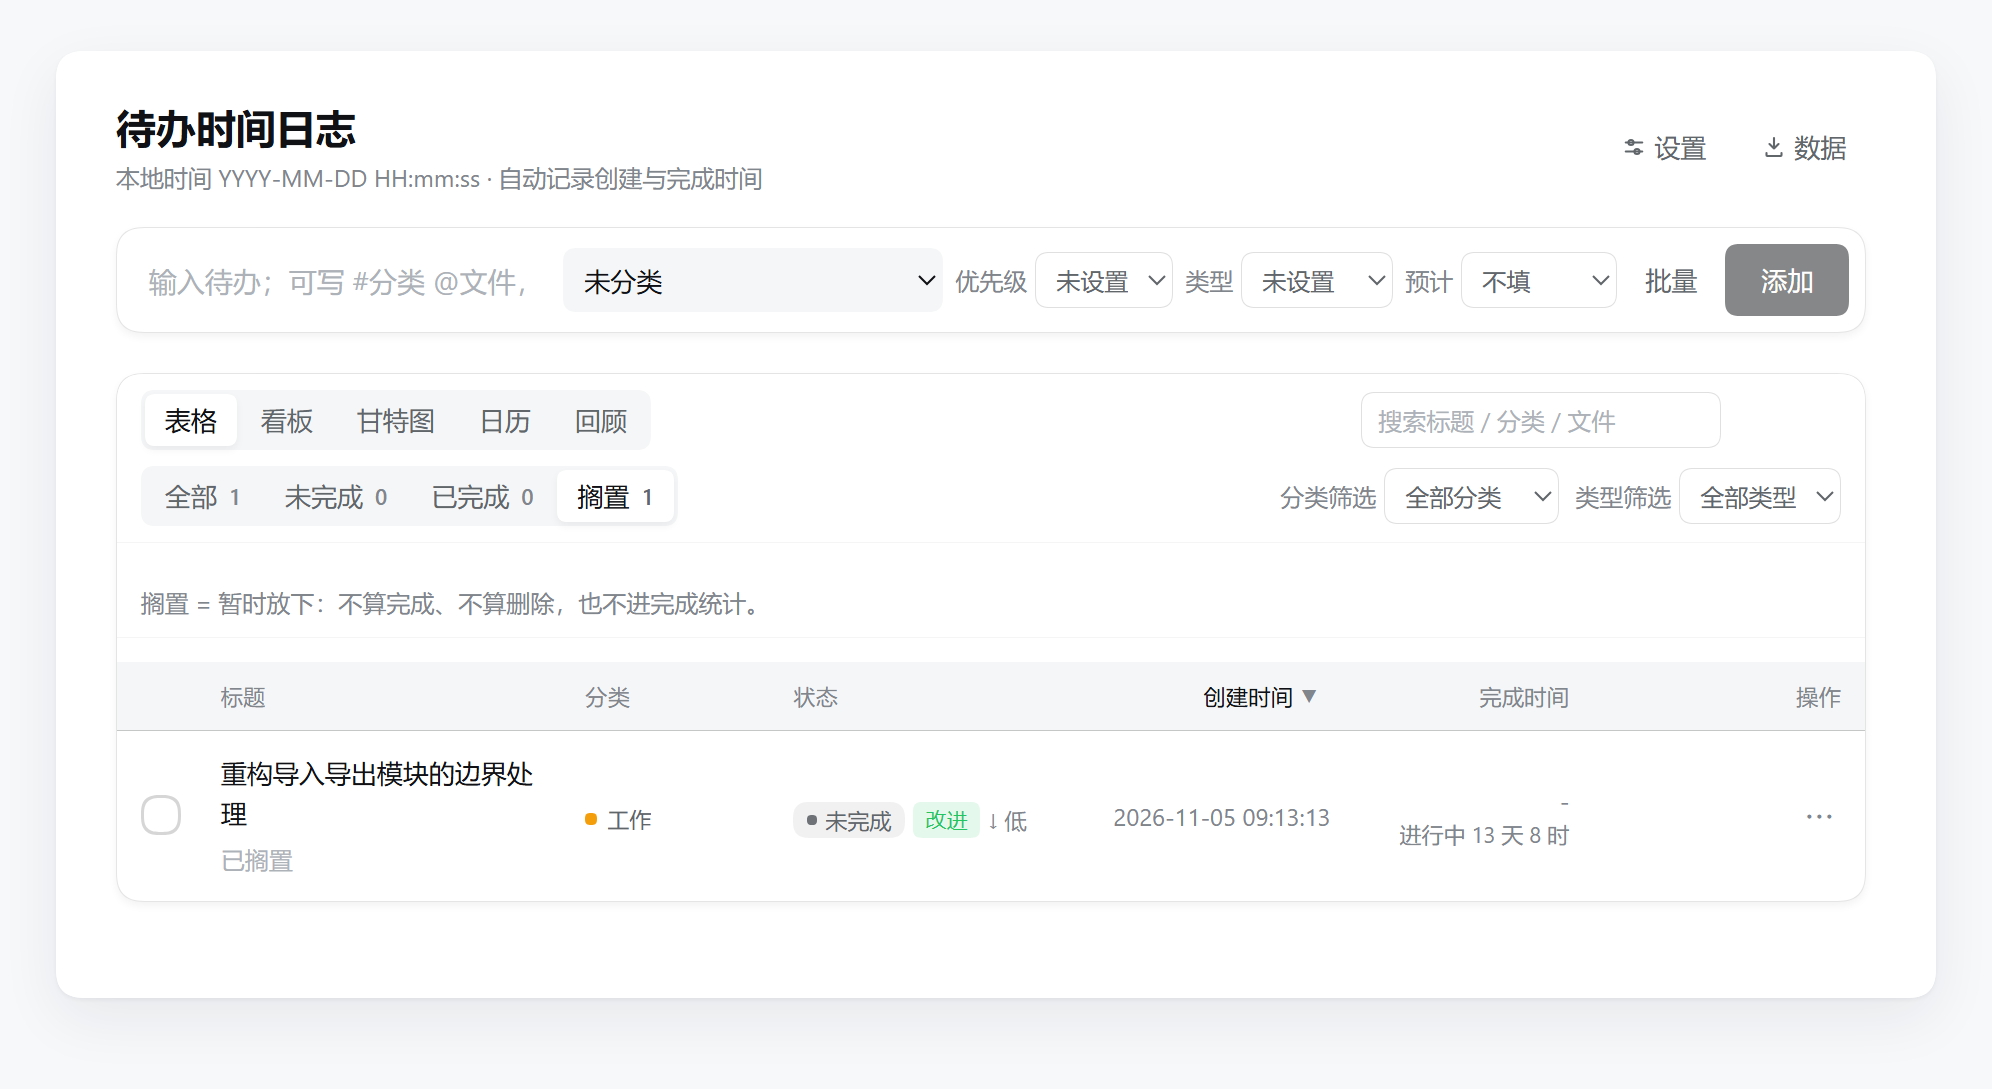 待办时间日志
本地时间 YYYY-MM-DD HH:mm:ss · 自动记录创建与完成时间
设置 数据
输入待办；可写 #分类 @文件， 未分类 优先级 未设置 类型 未设置 预计 不填 批量 添加
表格 看板 甘特图 日历 回顾 搜索标题 / 分类 / 文件
全部 1 未完成 0 已完成 0 搁置 1 分类筛选 全部分类 类型筛选 全部类型
搁置 = 暂时放下：不算完成、不算删除，也不进完成统计。
标题 分类 状态 创建时间 ▼ 完成时间 操作
重构导入导出模块的边界处
理
已搁置
工作
未完成 改进 ↓ 低
2026-11-05 09:13:13
-
进行中 13 天 8 时
···